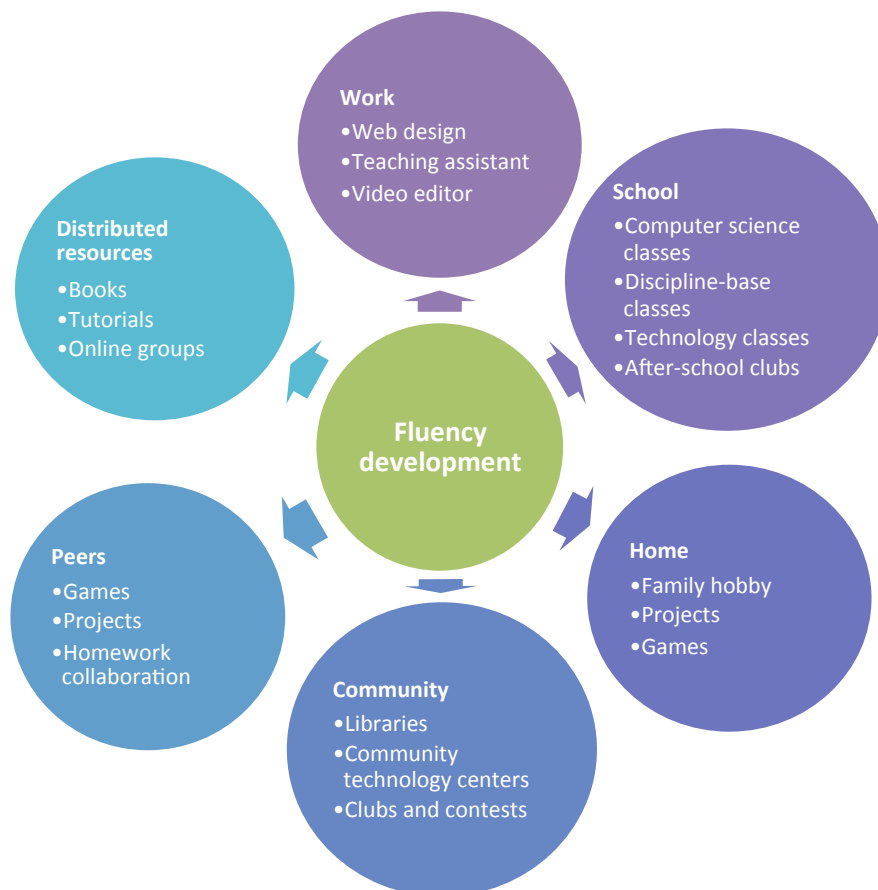 Work
•Web design
•Teaching assistant
•Video editor
School
•Computer science
classes
•Discipline-base
classes
•Technology classes
•After-school clubs
Home
•Family hobby
•Projects
•Games
Community
•Libraries
•Community
technology centers
•Clubs and contests
Peers
•Games
•Projects
•Homework
collaboration
Distributed
resources
•Books
•Tutorials
•Online groups
Fluency
development